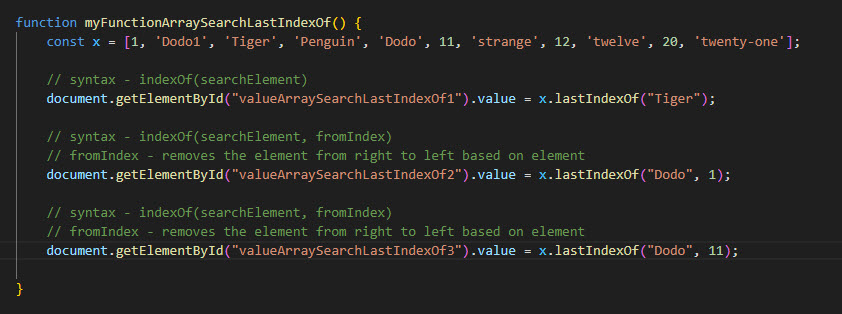 function myFunctionArraySearchLastIndexOf() {
const x = [1, 'Dodo1', 'Tiger', 'Penguin', 'Dodo', 11, 'strange', 12, 'twelve', 20, 'twenty-one'];
// syntax - indexOf(searchElement)
document.getElementById("valueArraySearchLastIndexOf1").value = x.lastIndexOf("Tiger");
// syntax - indexOf(searchElement, fromIndex)
// fromIndex - removes the element from right to left based on element
document.getElementById("valueArraySearchLastIndexOf2").value = x.lastIndexOf("Dodo", 1);
// syntax - indexOf(searchElement, fromIndex)
// fromIndex - removes the element from right to left based on element
document.getElementById("valueArraySearchLastIndexOf3").value = x.lastIndexOf("Dodo", 11);
}